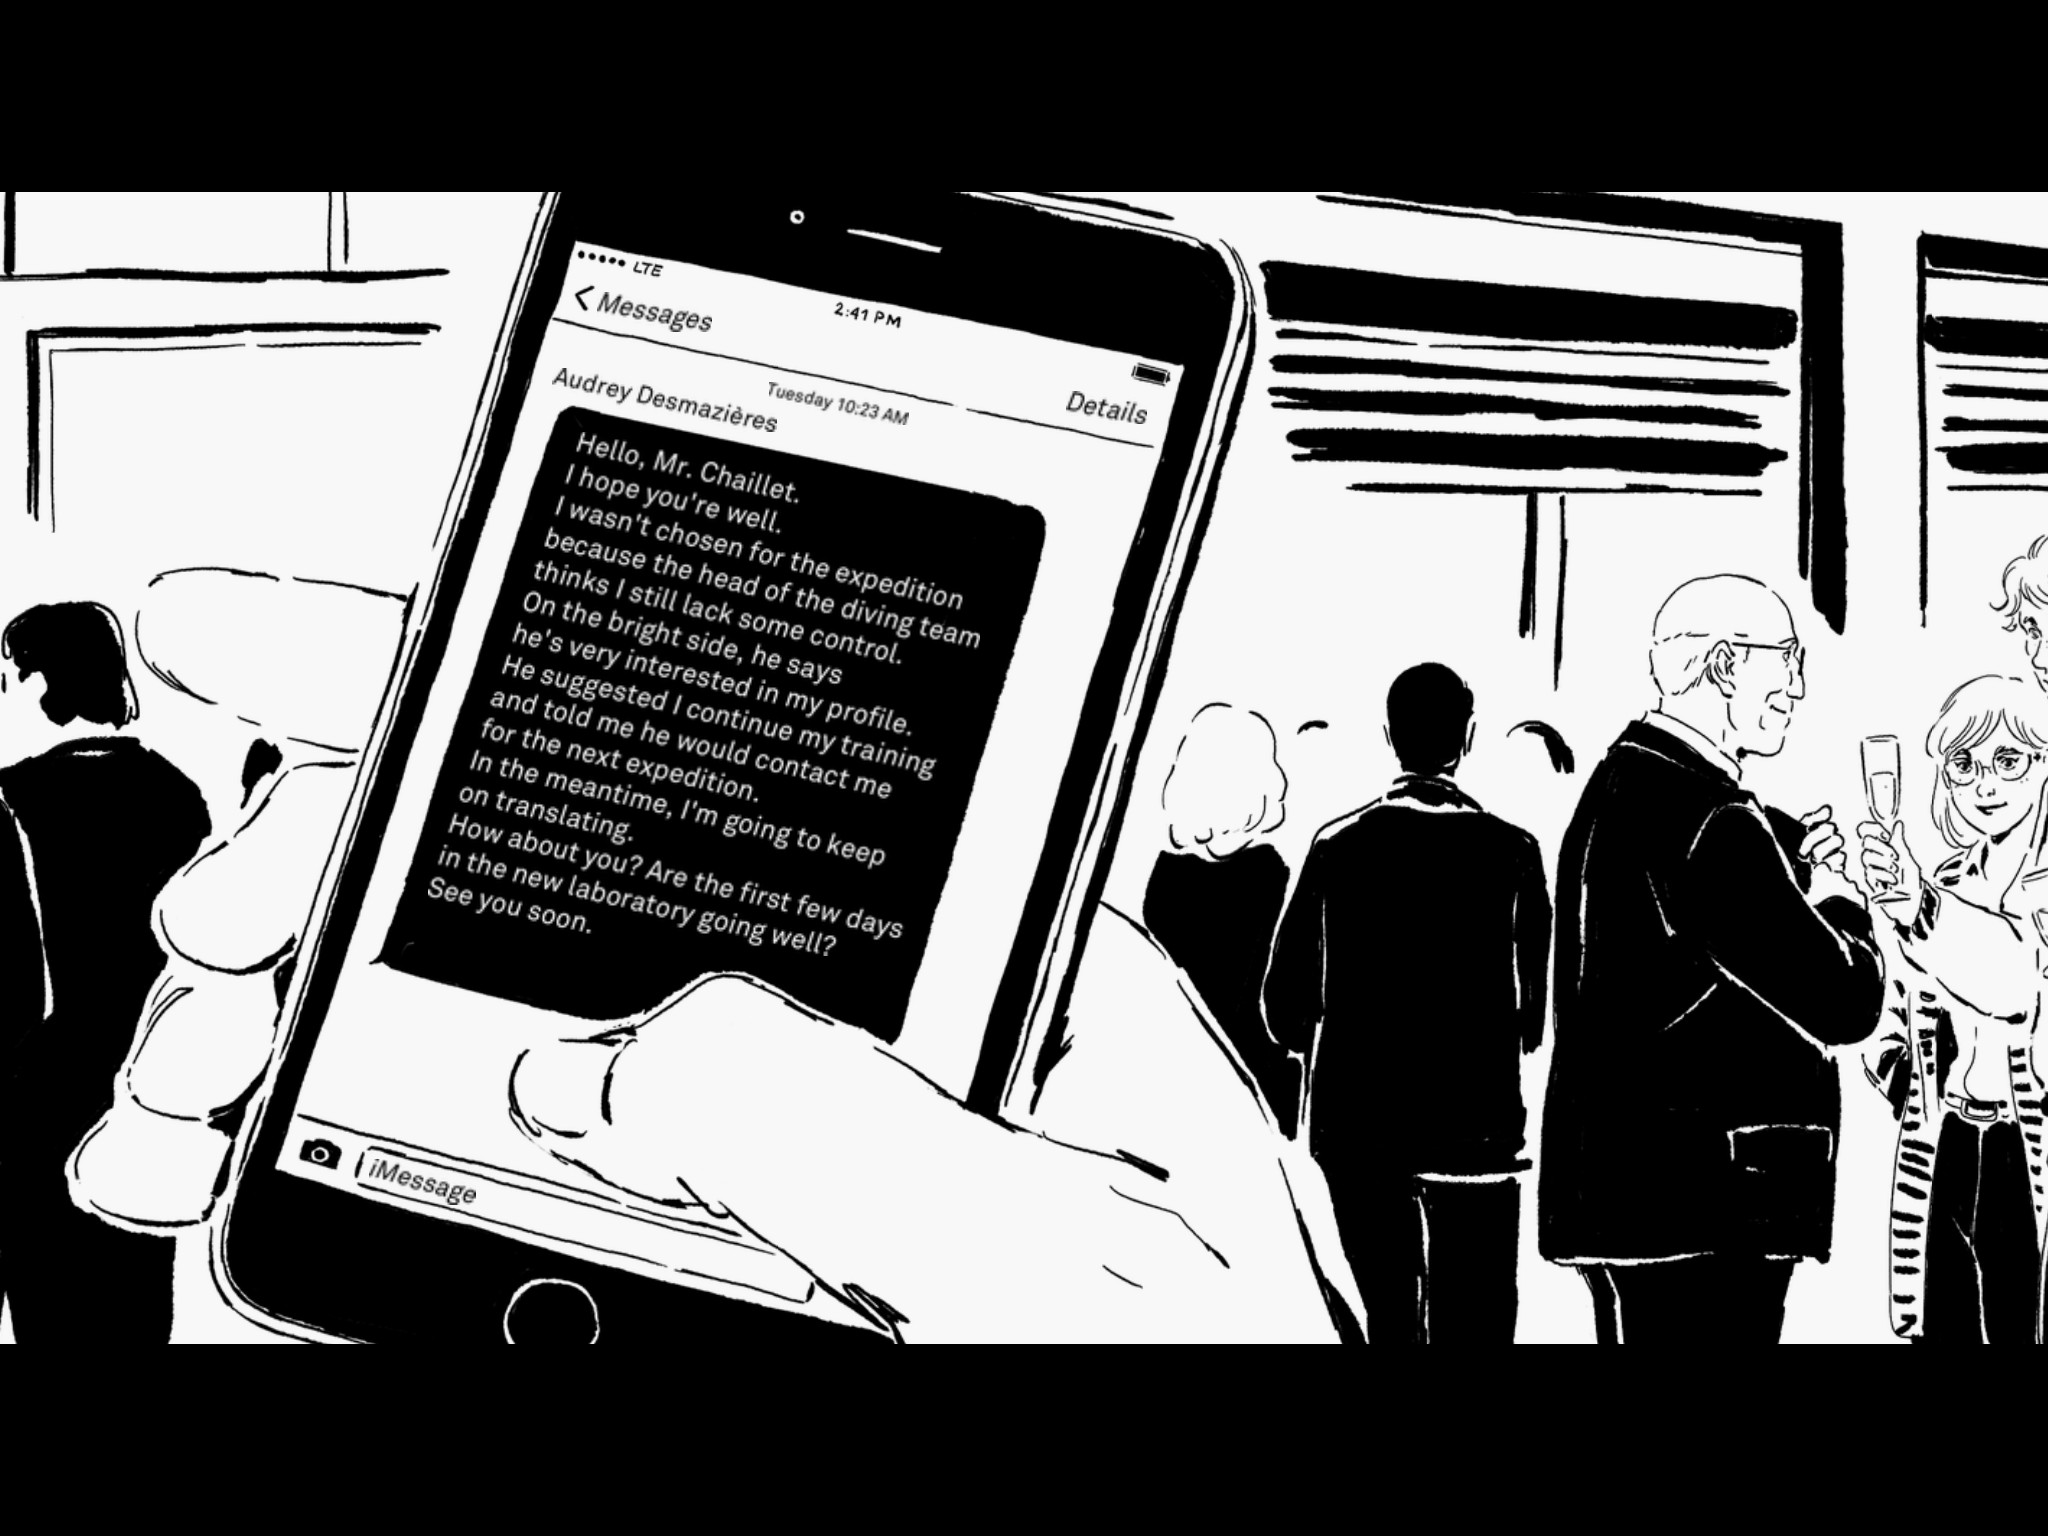 LTE
2:41 PM
Messages
Details
Tuesday 10:23 AM
Audrey Desmazières
Hello, Mr. Chaillet.
I hope you're well.
I wasn't chosen for the expedition
because the head of the diving team
thinks I still lack some control.
On the bright side, he says
he's very interested in my profile.
He suggested I continue my training
and told me he would contact me
for the next expedition.
In the meantime, I'm going to keep
on translating.
How about you? Are the first few days
in the new laboratory going well?
See you soon.
iMessage